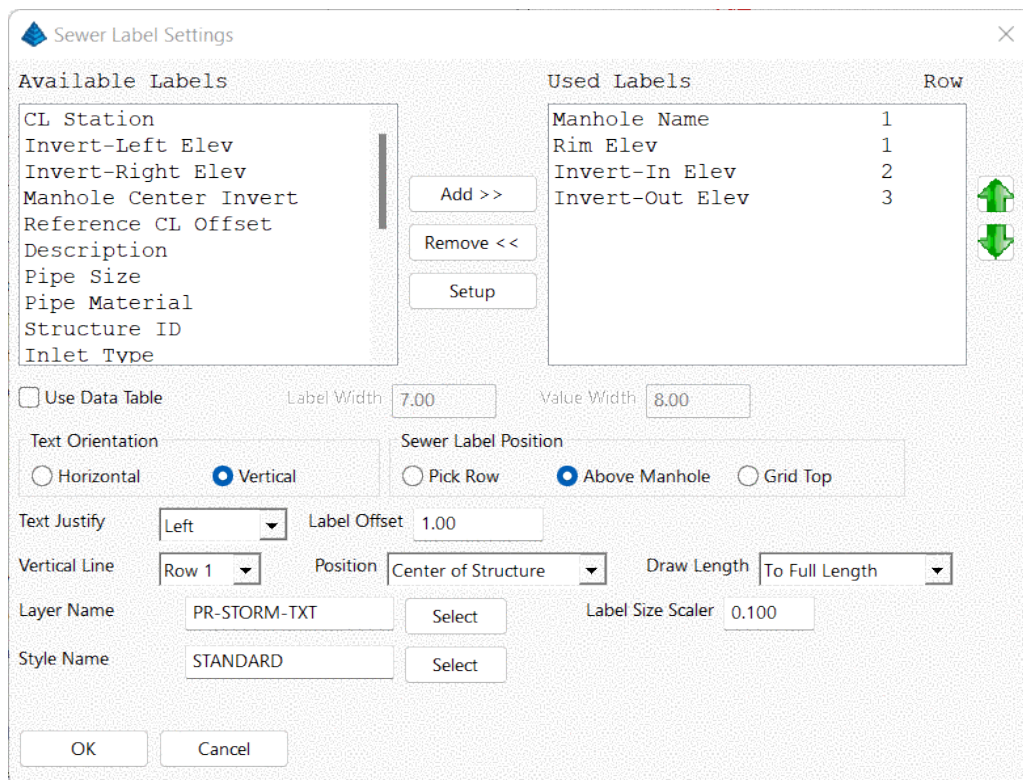 Sewer Label Settings
Available Labels
Used Labels Row
CL Station
Invert-Left Elev
Invert-Right Elev
Manhole Center Invert
Reference CL Offset
Description
Pipe Size
Pipe Material
Structure ID
Inlet Type
Add >>
Remove <<
Setup
Manhole Name 1
Rim Elev 1
Invert-In Elev 2
Invert-Out Elev 3
Use Data Table Label Width 7.00 Value Width 8.00
Text Orientation Sewer Label Position
Horizontal Vertical Pick Row Above Manhole Grid Top
Text Justify Left Label Offset 1.00
Vertical Line Row 1 Position Center of Structure Draw Length To Full Length
Layer Name PR-STORM-TXT Select Label Size Scaler 0.100
Style Name STANDARD Select
OK Cancel